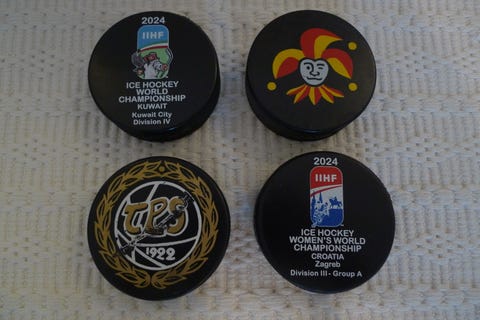 2024
IIHF
ICE HOCKEY
WORLD
CHAMPIONSHIP
KUWAIT
Kuwait City
Division IV
TPS
1922
2024
IIHF
ICE HOCKEY
WOMEN'S WORLD
CHAMPIONSHIP
CROATIA
Zagreb
Division III - Group A